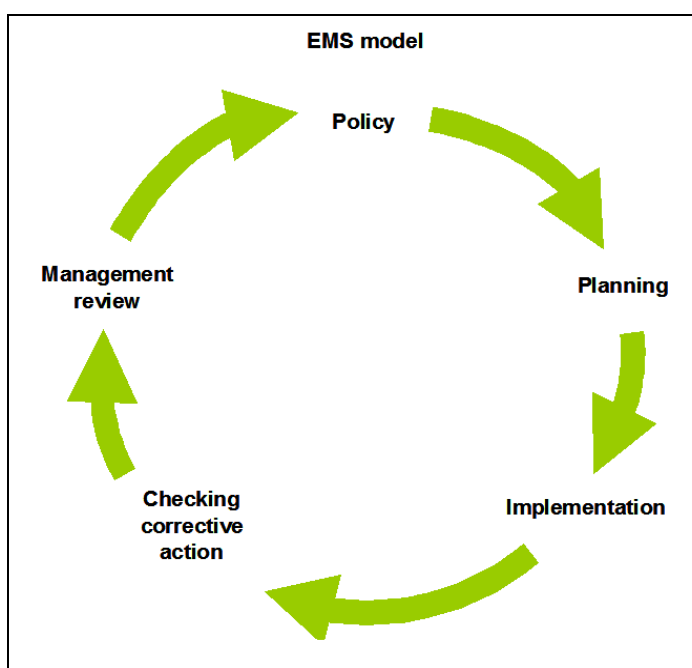 EMS model
Policy
Planning
Implementation
Checking
corrective
action
Management
review